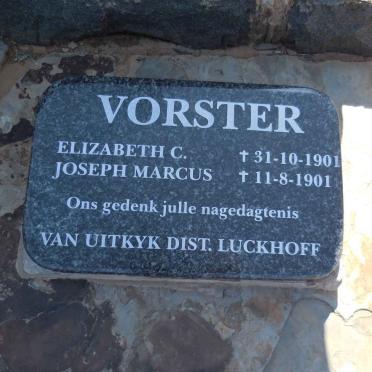 VORSTER
ELIZABETH C. † 31-10-1901
JOSEPH MARCUS † 11-8-1901
Ons gedenk julle nagedagtenis
VAN UITKYK DIST. LUCKHOFF